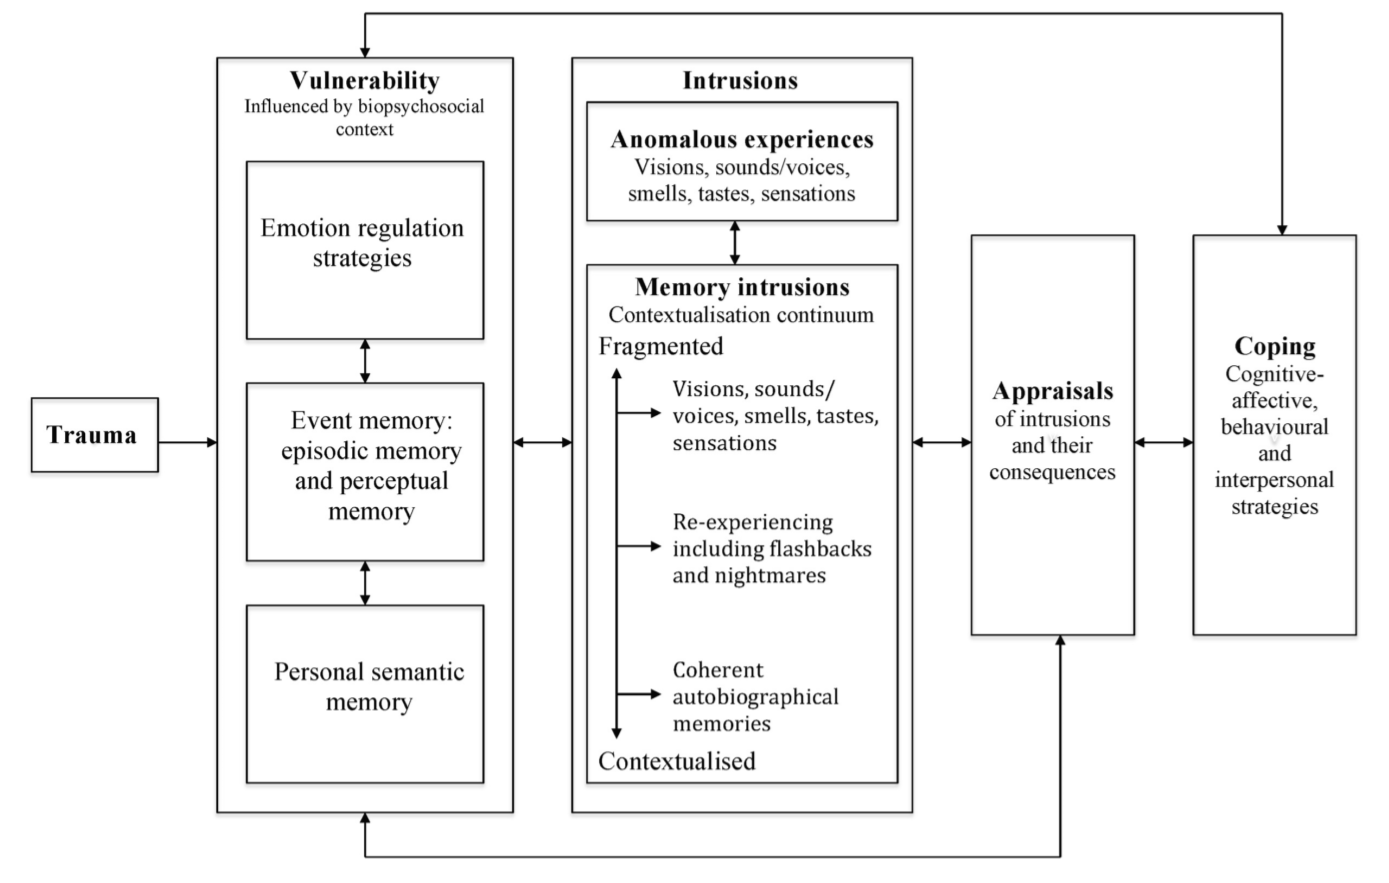 Trauma
Vulnerability
Influenced by biopsychosocial
context
Emotion regulation
strategies
Event memory:
episodic memory
and perceptual
memory
Personal semantic
memory
Intrusions
Anomalous experiences
Visions, sounds/voices,
smells, tastes, sensations
Memory intrusions
Contextualisation continuum
Fragmented
Visions, sounds/
voices, smells, tastes,
sensations
Re-experiencing
including flashbacks
and nightmares
Coherent
autobiographical
memories
Contextualised
Appraisals
of intrusions
and their
consequences
Coping
Cognitive-
affective,
behavioural
and
interpersonal
strategies